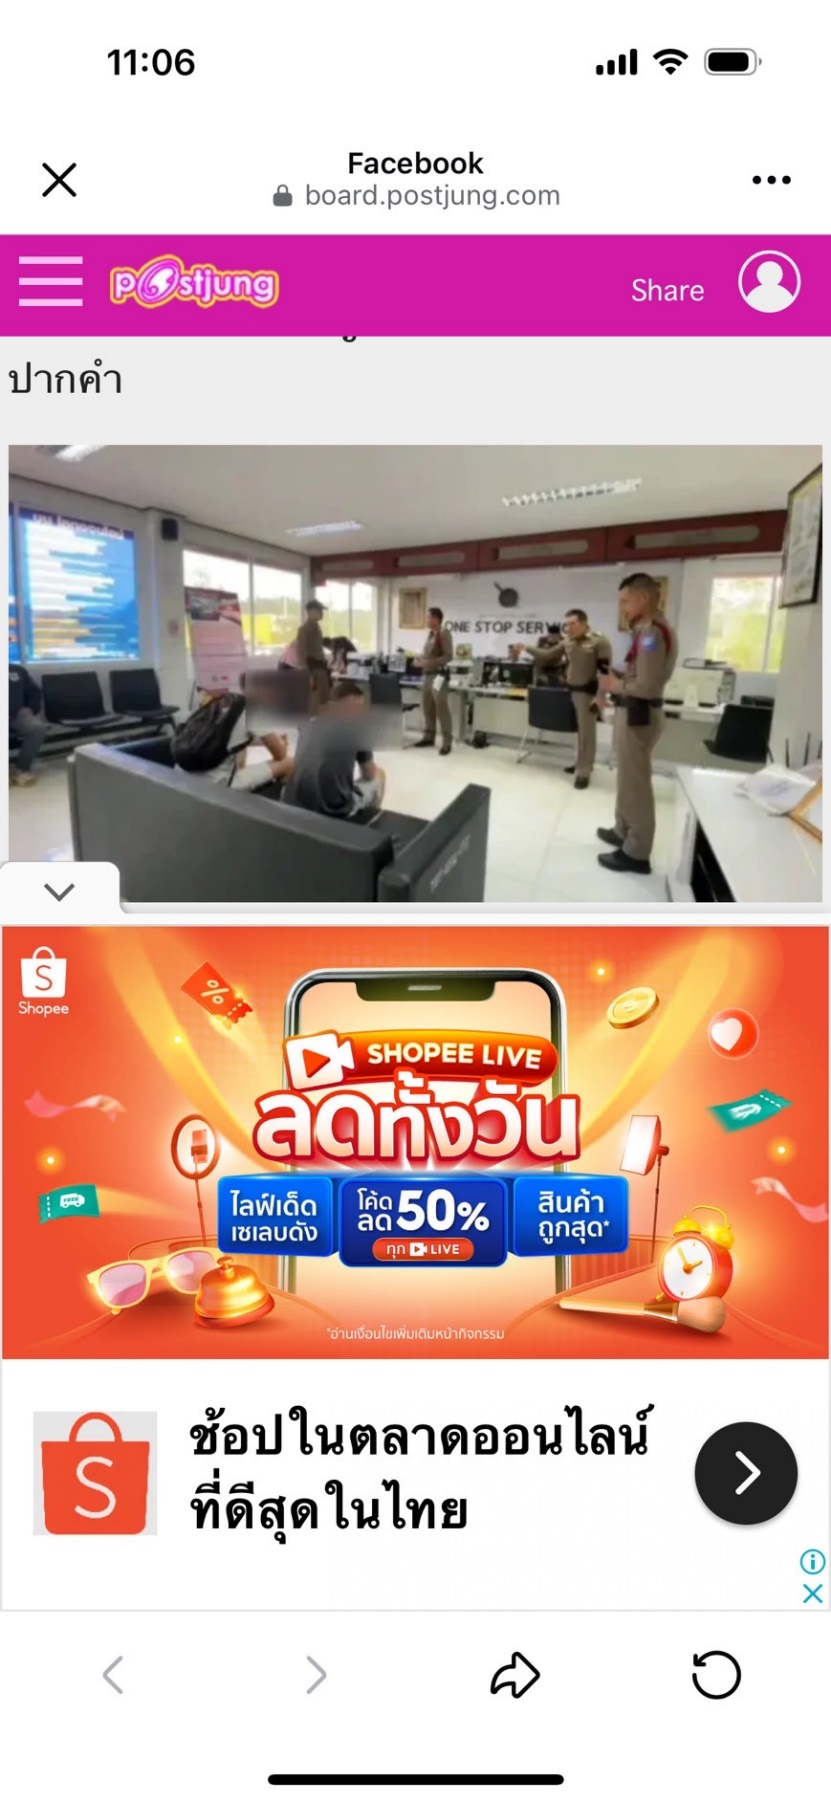 11:06
Facebook
board.postjung.com
postjung
Share
ปากคำ
ONE STOP SERVIC
Shopee
SHOPEE LIVE
ลดทั้งวัน
ไลฟ์เด็ด
เซเลบดัง
โค้ด
ลด 50%
ทุก LIVE
สินค้า
ถูกสุด*
FREE
*อ่านเงื่อนไขเพิ่มเติมหน้ากิจกรรม
ช้อปในตลาดออนไลน์
ที่ดีสุดในไทย